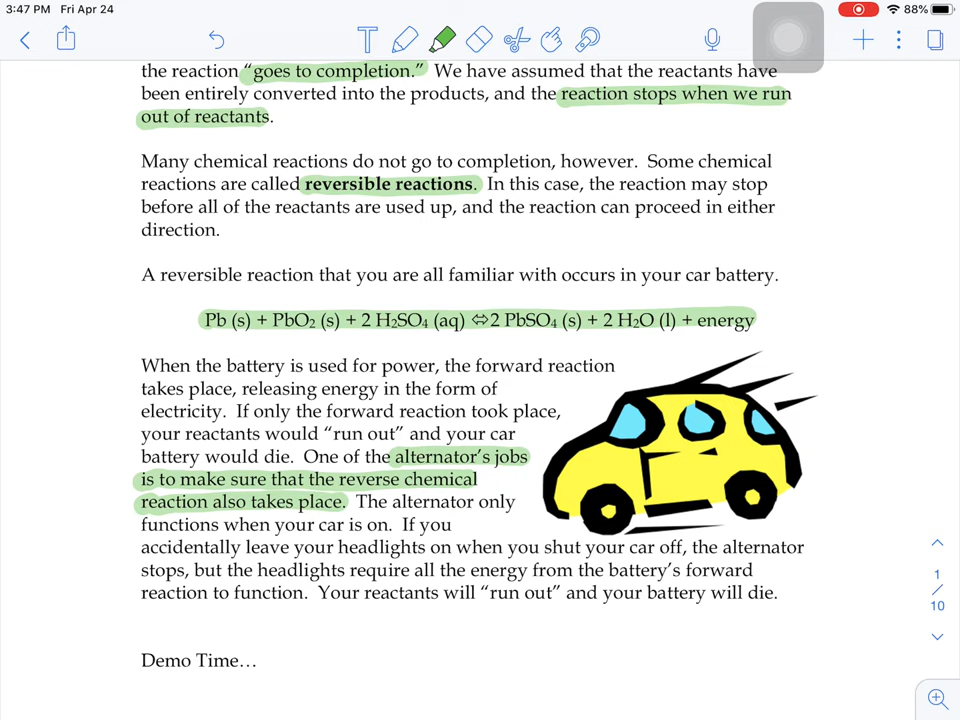 3:47 PM Fri Apr 24
88%
the reaction “goes to completion.” We have assumed that the reactants have
been entirely converted into the products, and the reaction stops when we run
out of reactants.
Many chemical reactions do not go to completion, however. Some chemical
reactions are called reversible reactions. In this case, the reaction may stop
before all of the reactants are used up, and the reaction can proceed in either
direction.
A reversible reaction that you are all familiar with occurs in your car battery.
Pb (s) + PbO₂ (s) + 2 H₂SO₄ (aq) ⇔2 PbSO₄ (s) + 2 H₂O (l) + energy
When the battery is used for power, the forward reaction
takes place, releasing energy in the form of
electricity. If only the forward reaction took place,
your reactants would “run out” and your car
battery would die. One of the alternator’s jobs
is to make sure that the reverse chemical
reaction also takes place. The alternator only
functions when your car is on. If you
accidentally leave your headlights on when you shut your car off, the alternator
stops, but the headlights require all the energy from the battery’s forward
reaction to function. Your reactants will “run out” and your battery will die.
1
/
10
Demo Time…